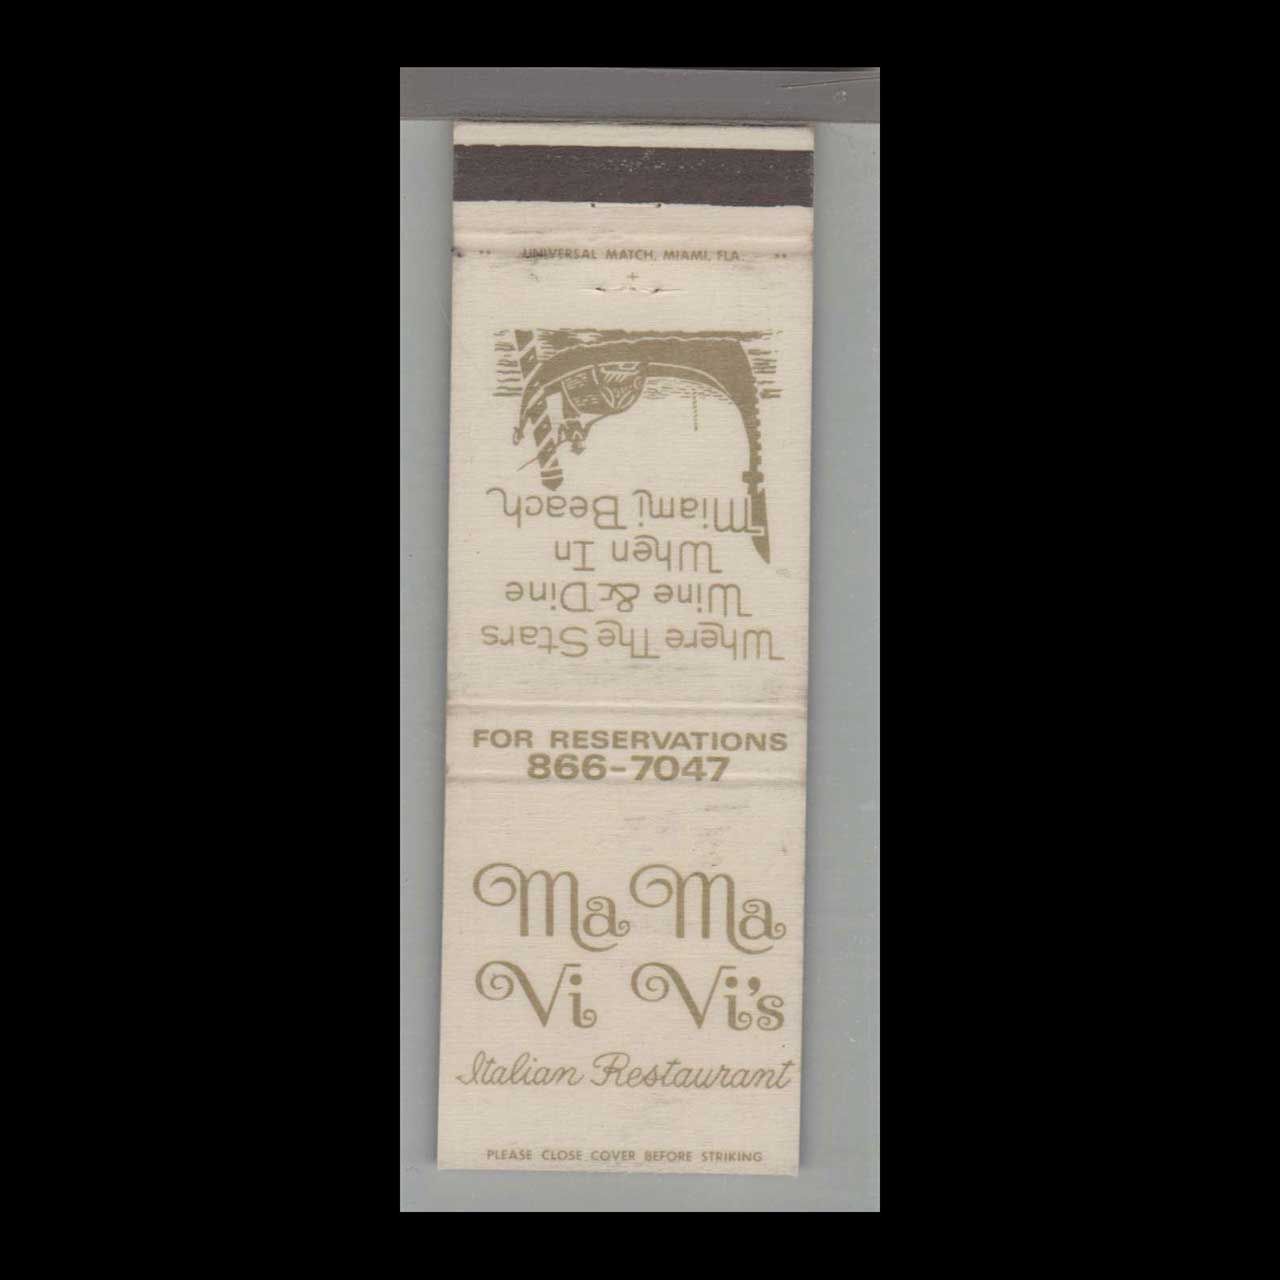 UNIVERSAL MATCH, MIAMI, FLA.
Where The Stars
Wine & Dine
When In
Miami Beach
FOR RESERVATIONS
866-7047
Ma Ma
Vi Vi's
Italian Restaurant
PLEASE CLOSE COVER BEFORE STRIKING